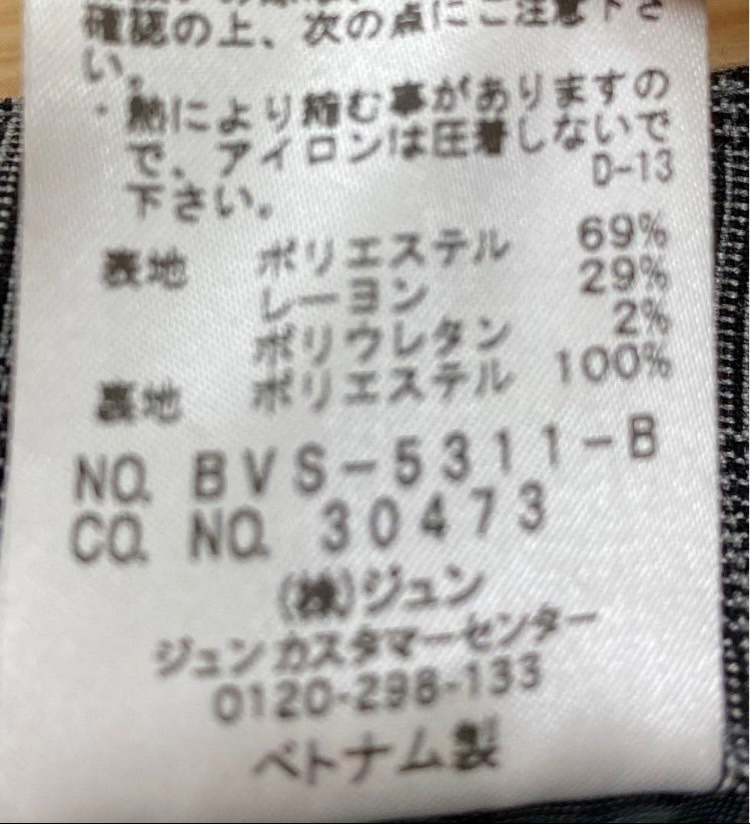 確認の上、次の点にご注意下さ
い。
・熱により縮む事がありますの
で、アイロンは圧着しないで
下さい。
D-13
表地 ポリエステル 69%
レーヨン 29%
ポリウレタン 2%
裏地 ポリエステル 100%
NO. BVS-5311-B
CO. NO. 30473
(株)ジュン
ジュンカスタマーセンター
0120-298-133
ベトナム製